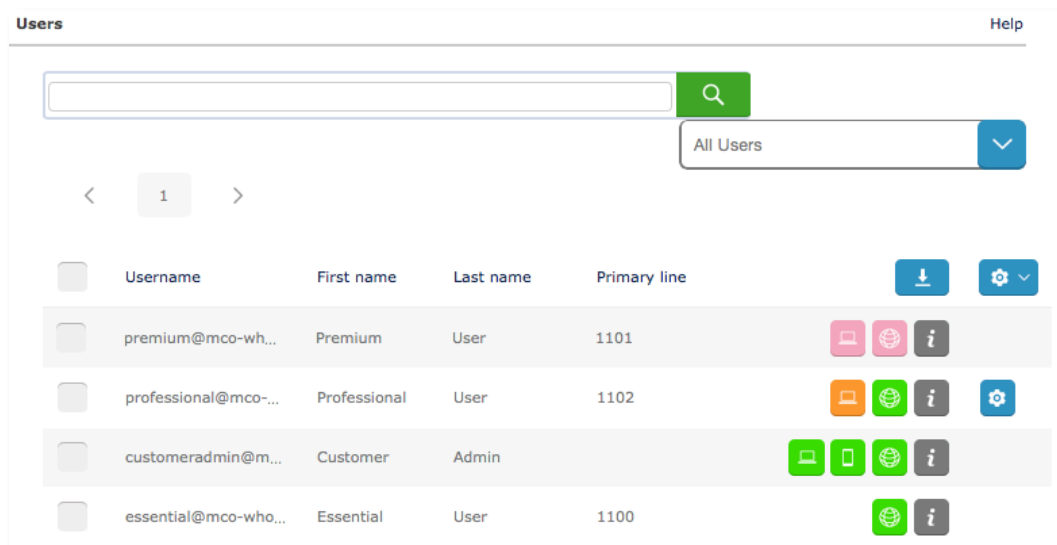 Users Help
All Users
1
Username First name Last name Primary line
premium@mco-wh... Premium User 1101
professional@mco-... Professional User 1102
customeradmin@m... Customer Admin
essential@mco-who... Essential User 1100